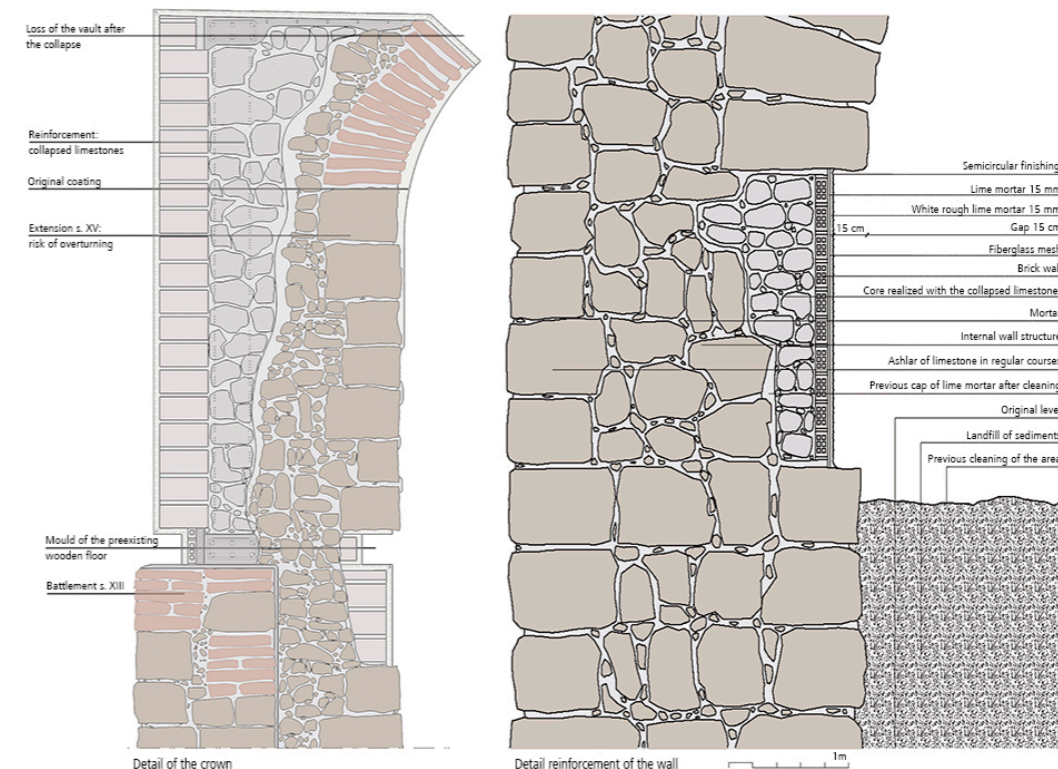 Loss of the vault after
the collapse
Reinforcement:
collapsed limestones
Original coating
Extension s. XV:
risk of overturning
Mould of the preexisting
wooden floor
Battlement s. XIII
Detail of the crown
Semicircular finishing
Lime mortar 15 mm
White rough lime mortar 15 mm
15 cm
Gap 15 cm
Fiberglass mesh
Brick wal
Core realized with the collapsed limestone
Morta
Internal wall structure
Ashlar of limestone in regular courses
Previous cap of lime mortar after cleaning
Original leve
Landfill of sediments
Previous cleaning of the area
Detail reinforcement of the wall
1m